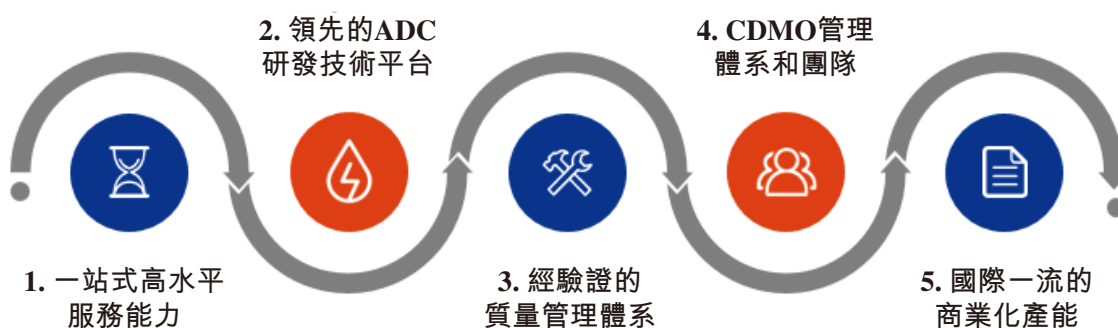 1. 一站式高水平
服務能力
2. 領先的ADC
研發技術平台
3. 經驗證的
質量管理體系
4. CDMO管理
體系和團隊
5. 國際一流的
商業化產能